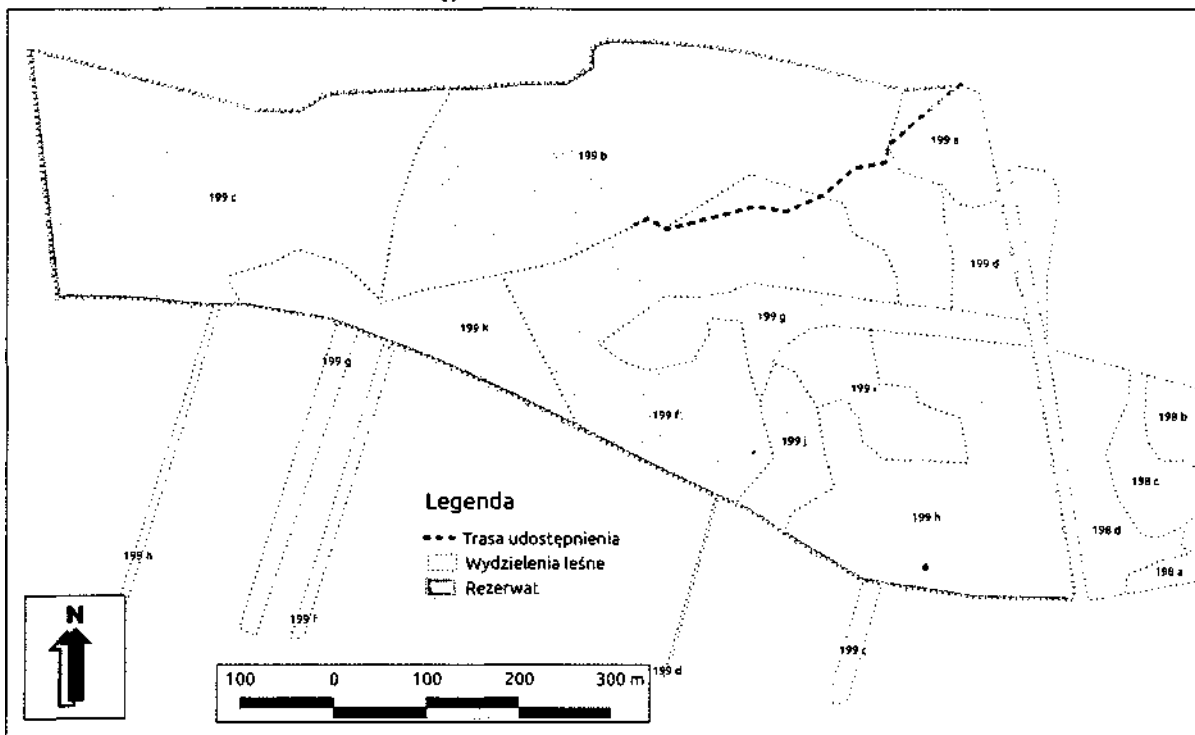 199 b
199 a
199 c
199 d
199 g
199 k
199 g
199 i
199 f
199 j
198 b
198 c
199 h
198 d
198 a
Legenda
Trasa udostępnienia
Wydzielenia leśne
Rezerwat
199 h
199 f
199 d
199 c
N
100 0 100 200 300 m